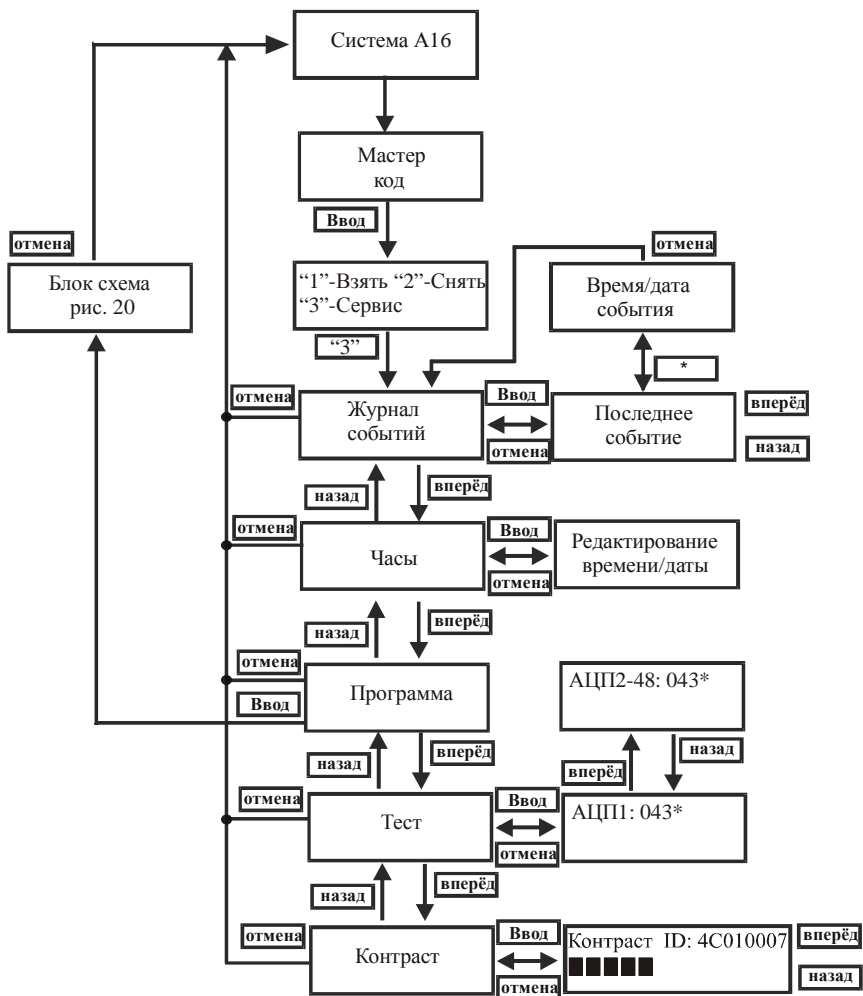 Система А16
Мастер
код
Ввод
отмена
отмена
Блок схема
рис. 20
“1”-Взять “2”-Снять
“3”-Сервис
Время/дата
события
“3”
*
отмена
Журнал
событий
Ввод
отмена
Последнее
событие
вперёд
назад
назад
вперёд
отмена
Часы
Ввод
отмена
Редактирование
времени/даты
назад
вперёд
отмена
Ввод
Программа
АЦП2-48: 043*
назад
вперёд
вперёд
назад
отмена
Тест
Ввод
отмена
АЦП1: 043*
назад
вперёд
отмена
Контраст
Ввод
отмена
Контраст ID: 4C010007
вперёд
назад